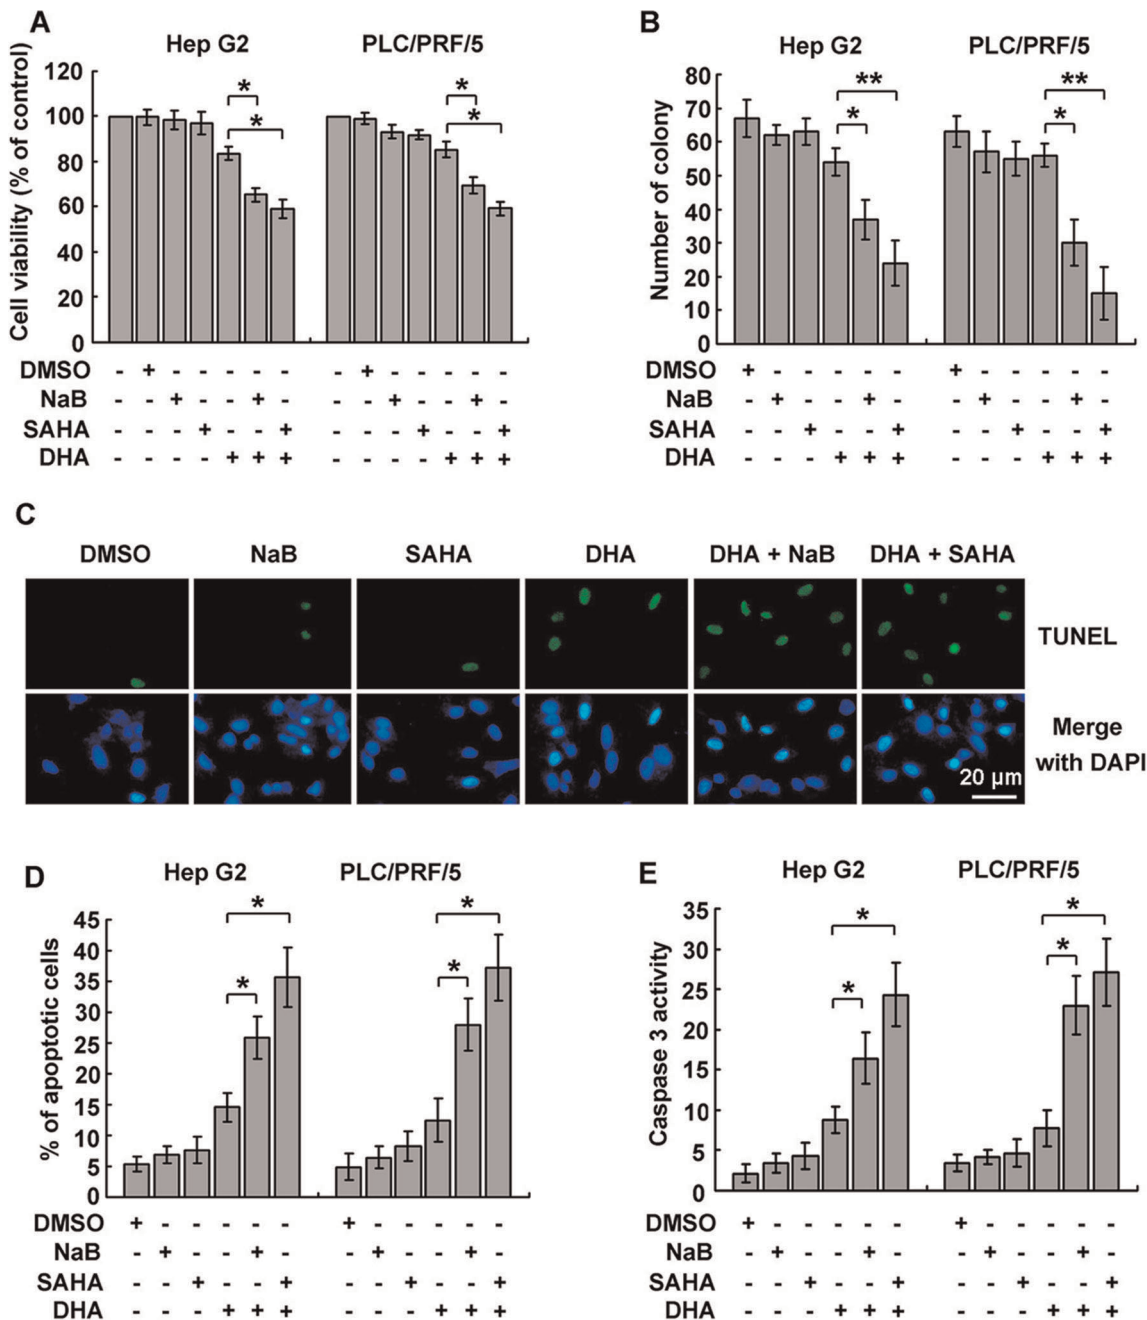 A
Hep G2 PLC/PRF/5
Cell viability (% of control)
120
100
80
60
40
20
0
* * * *
DMSO - + - - - - - - + - - - - -
NaB - - + - - + - - - + - - + -
SAHA - - - + - - + - - - + - - +
DHA - - - - + + + - - - - + + +
B
Hep G2 PLC/PRF/5
Number of colony
80
70
60
50
40
30
20
10
0
** * ** *
DMSO + - - - - - + - - - - -
NaB - + - - + - - + - - + -
SAHA - - + - - + - - + - - +
DHA - - - + + + - - - + + +
C
DMSO NaB SAHA DHA DHA + NaB DHA + SAHA
TUNEL
Merge
with DAPI
20 µm
D
Hep G2 PLC/PRF/5
% of apoptotic cells
45
40
35
30
25
20
15
10
5
0
* * * *
DMSO + - - - - - + - - - - -
NaB - + - - + - - + - - + -
SAHA - - + - - + - - + - - +
DHA - - - + + + - - - + + +
E
Hep G2 PLC/PRF/5
Caspase 3 activity
35
30
25
20
15
10
5
0
* * * *
DMSO + - - - - - + - - - - -
NaB - + - - + - - + - - + -
SAHA - - + - - + - - + - - +
DHA - - - + + + - - - + + +